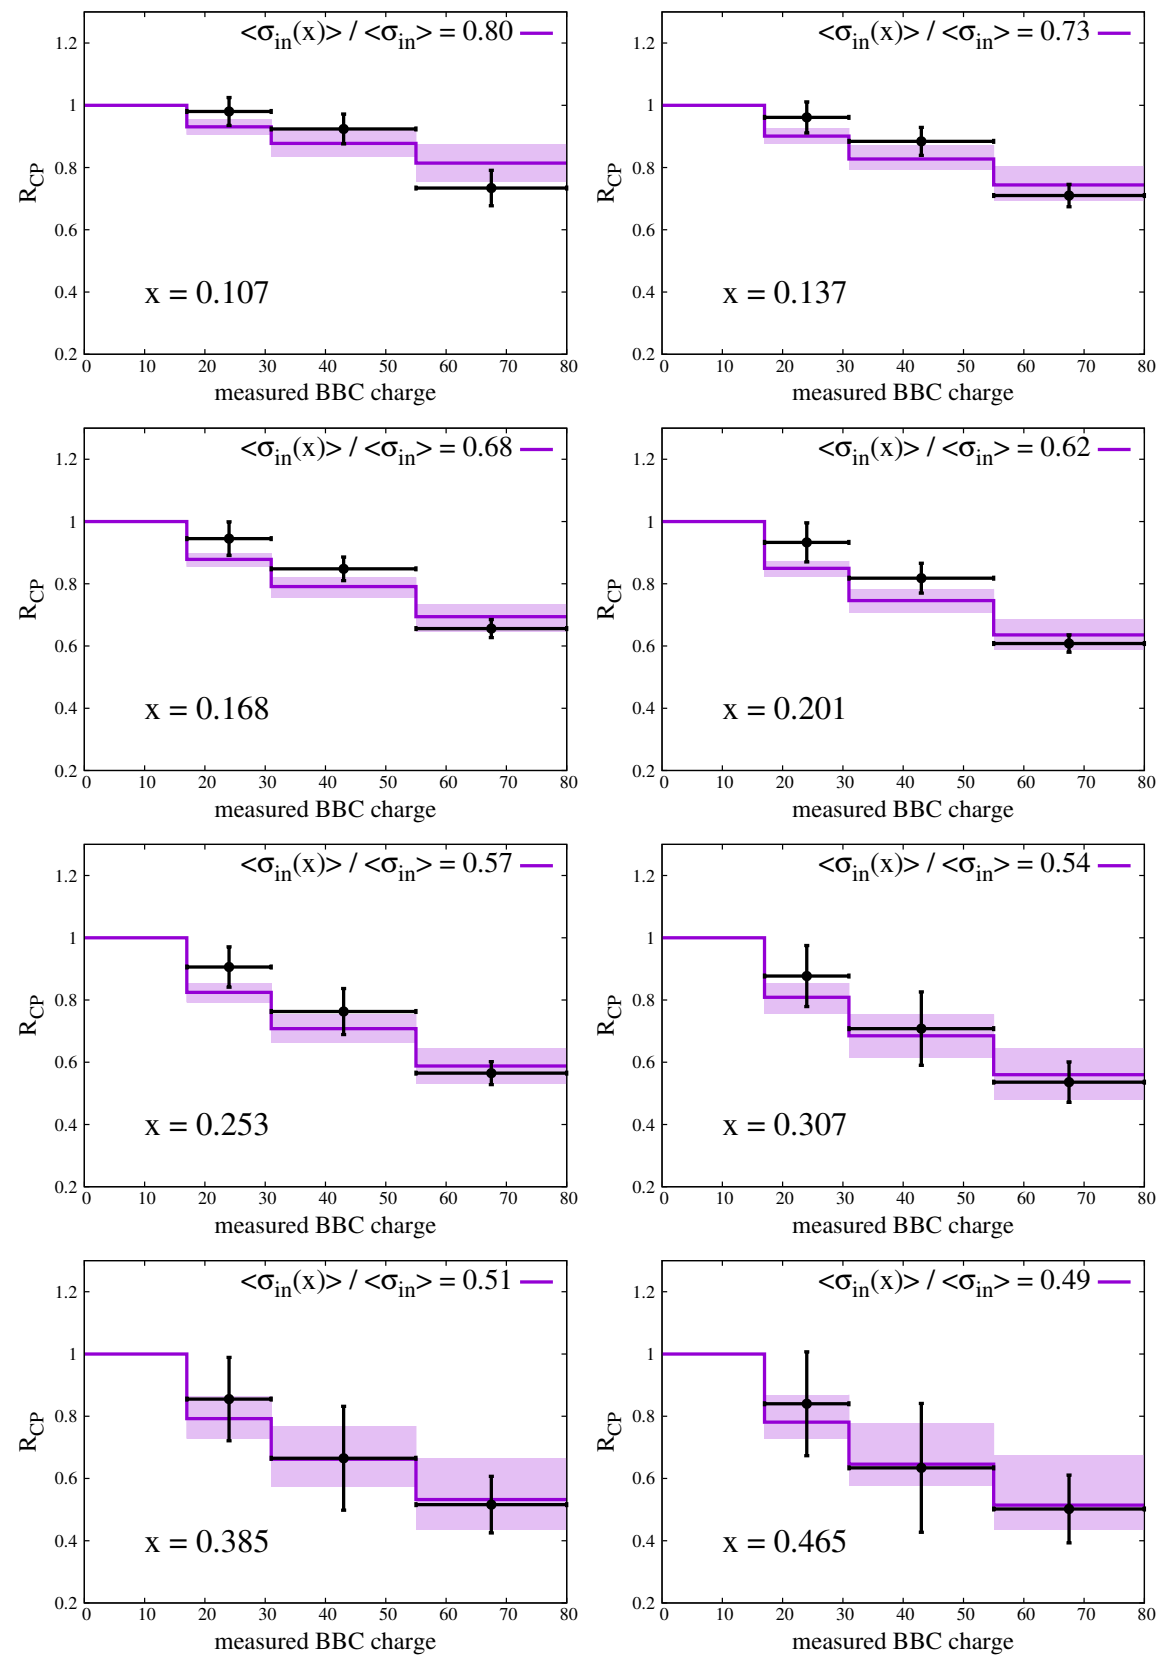 <σin(x)> / <σin> = 0.80
1.2
1
0.8
0.6
0.4
0.2
RCP
x = 0.107
0 10 20 30 40 50 60 70 80
measured BBC charge
<σin(x)> / <σin> = 0.73
1.2
1
0.8
0.6
0.4
0.2
RCP
x = 0.137
0 10 20 30 40 50 60 70 80
measured BBC charge
<σin(x)> / <σin> = 0.68
1.2
1
0.8
0.6
0.4
0.2
RCP
x = 0.168
0 10 20 30 40 50 60 70 80
measured BBC charge
<σin(x)> / <σin> = 0.62
1.2
1
0.8
0.6
0.4
0.2
RCP
x = 0.201
0 10 20 30 40 50 60 70 80
measured BBC charge
<σin(x)> / <σin> = 0.57
1.2
1
0.8
0.6
0.4
0.2
RCP
x = 0.253
0 10 20 30 40 50 60 70 80
measured BBC charge
<σin(x)> / <σin> = 0.54
1.2
1
0.8
0.6
0.4
0.2
RCP
x = 0.307
0 10 20 30 40 50 60 70 80
measured BBC charge
<σin(x)> / <σin> = 0.51
1.2
1
0.8
0.6
0.4
0.2
RCP
x = 0.385
0 10 20 30 40 50 60 70 80
measured BBC charge
<σin(x)> / <σin> = 0.49
1.2
1
0.8
0.6
0.4
0.2
RCP
x = 0.465
0 10 20 30 40 50 60 70 80
measured BBC charge